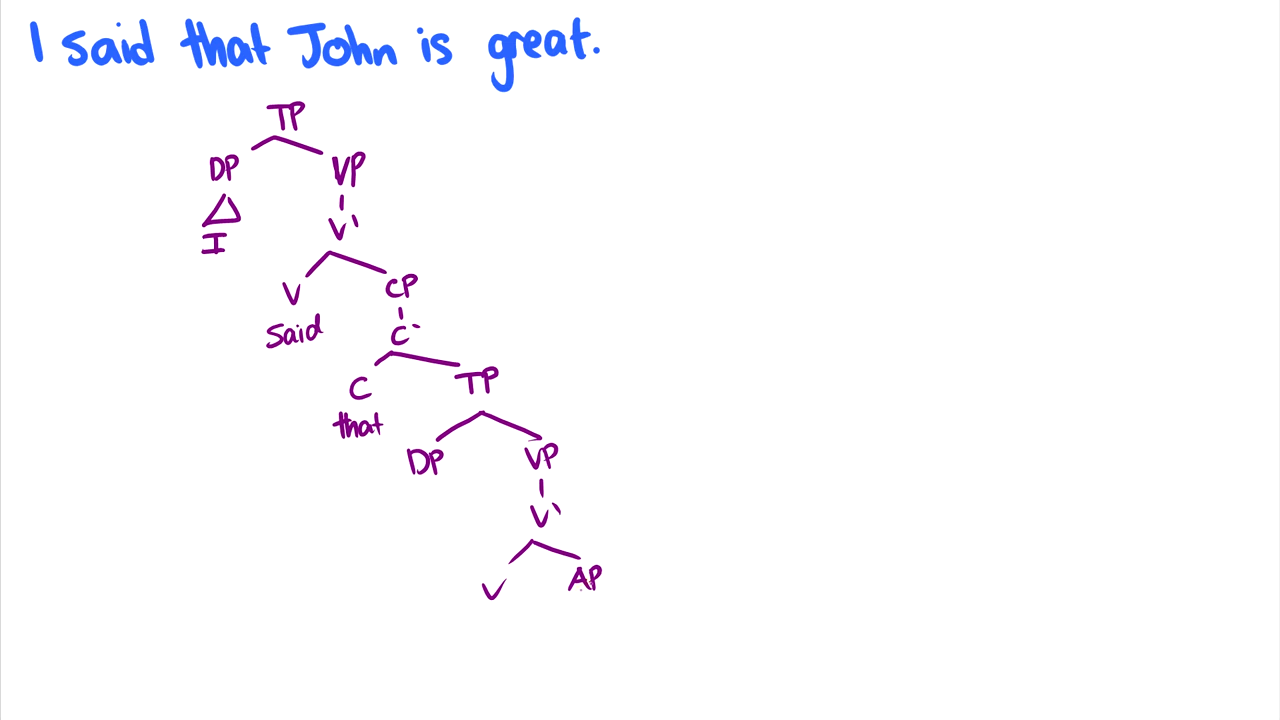 I said that John is great.
TP
DP VP
I V'
V CP
said C'
C TP
that
DP VP
V'
V AP